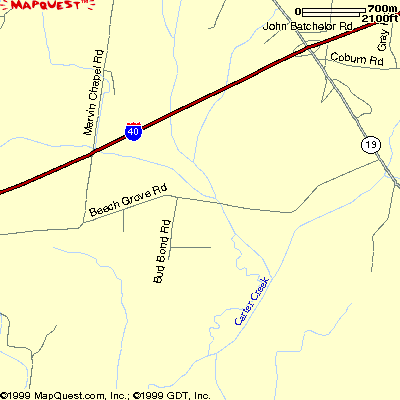 MAPQUEST™
0 700m
2100ft
John Batchelor Rd
Gray
Coburn Rd
Marvin Chapel Rd
40
19
Beech Grove Rd
Bud Bond Rd
Carter Creek
©1999 MapQuest.com, Inc.; ©1999 GDT, Inc.